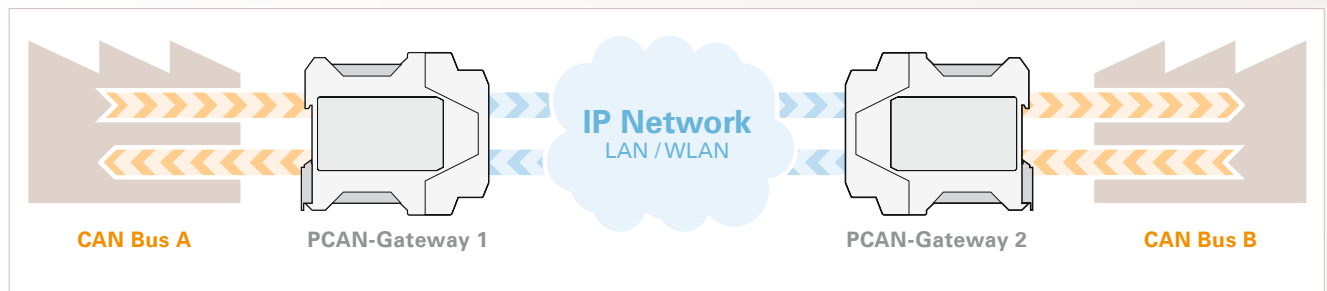 IP Network
LAN / WLAN
CAN Bus A
PCAN-Gateway 1
PCAN-Gateway 2
CAN Bus B